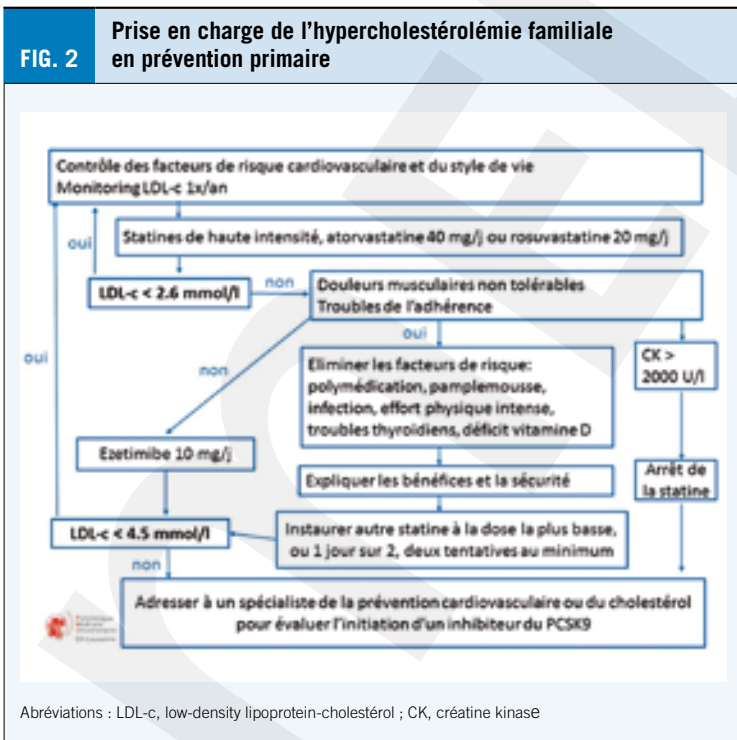 FIG. 2
Prise en charge de l’hypercholestérolémie familiale
en prévention primaire
Contrôle des facteurs de risque cardiovasculaire et du style de vie
Monitoring LDL-c 1x/an
oui
Statines de haute intensité, atorvastatine 40 mg/j ou rosuvastatine 20 mg/j
LDL-c < 2.6 mmol/l
non
Douleurs musculaires non tolérables
Troubles de l’adhérence
oui
oui
non
Eliminer les facteurs de risque:
polymédication, pamplemousse,
infection, effort physique intense,
troubles thyroïdiens, déficit vitamine D
CK >
2000 U/l
Ezetimibe 10 mg/j
Expliquer les bénéfices et la sécurité
Arrêt de
la statine
LDL-c < 4.5 mmol/l
Instaurer autre statine à la dose la plus basse,
ou 1 jour sur 2, deux tentatives au minimum
non
Adresser à un spécialiste de la prévention cardiovasculaire ou du cholestérol
pour évaluer l’initiation d’un inhibiteur du PCSK9
Abréviations : LDL-c, low-density lipoprotein-cholestérol ; CK, créatine kinase